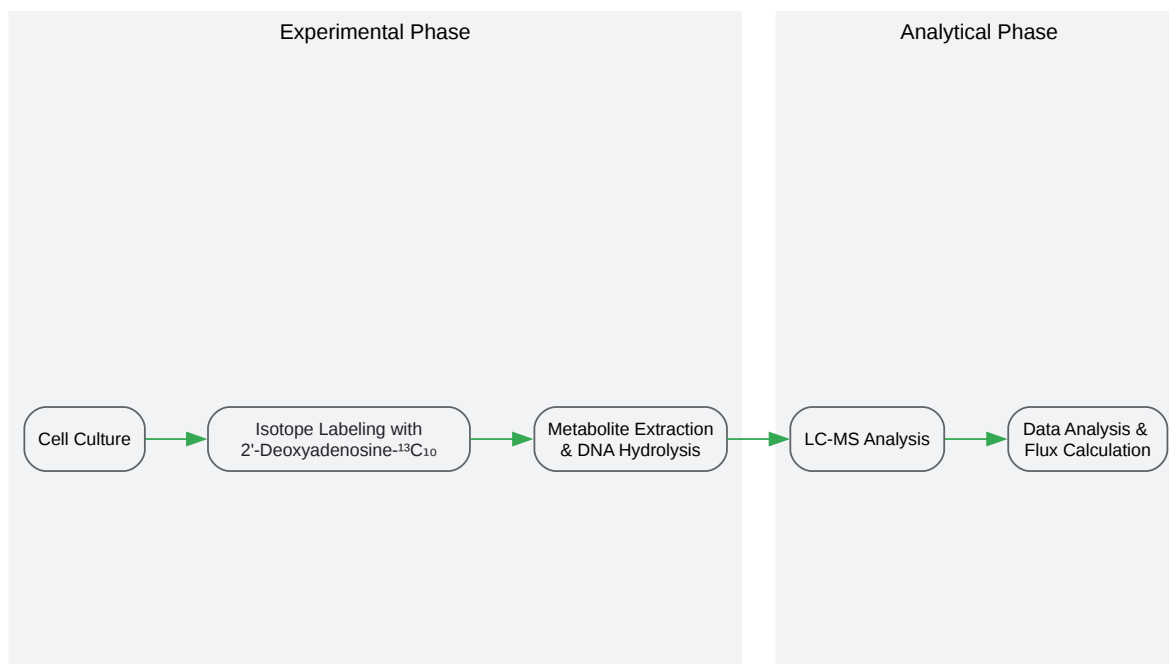 Experimental Phase
Analytical Phase
Cell Culture
Isotope Labeling with
2'-Deoxyadenosine-¹³C₁₀
Metabolite Extraction
& DNA Hydrolysis
LC-MS Analysis
Data Analysis &
Flux Calculation